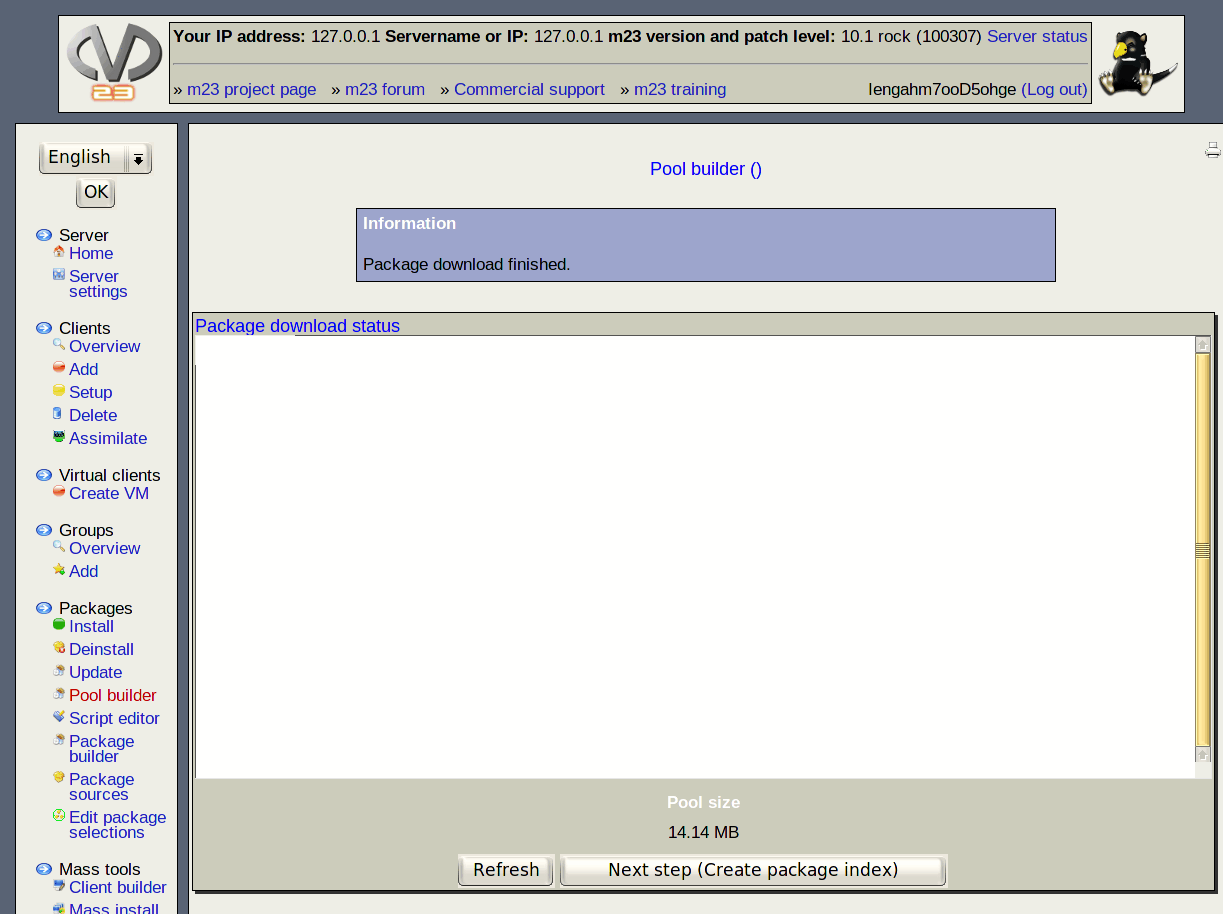 23
Your IP address: 127.0.0.1 Servername or IP: 127.0.0.1 m23 version and patch level: 10.1 rock (100307) Server status
» m23 project page » m23 forum » Commercial support » m23 training Iengahm7ooD5ohge (Log out)
English
OK
Server
Home
Server
settings
Clients
Overview
Add
Setup
Delete
Assimilate
Virtual clients
Create VM
Groups
Overview
Add
Packages
Install
Deinstall
Update
Pool builder
Script editor
Package
builder
Package
sources
Edit package
selections
Mass tools
Client builder
Mass install
Pool builder ()
Information
Package download finished.
Package download status
Pool size
14.14 MB
Refresh
Next step (Create package index)